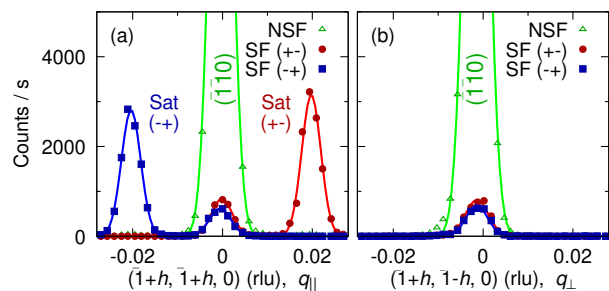 (a) NSF
SF (+-)
SF (-+)
Sat
(-+)
(1̅10)
Sat
(+-)
Counts / s
5000
4000
2000
0
-0.02 0 0.02
(1̅+h, 1̅+h, 0) (rlu), q||
(b) NSF
SF (+-)
SF (-+)
(1̅10)
-0.02 0 0.02
(1̅+h, 1̅-h, 0) (rlu), q⊥